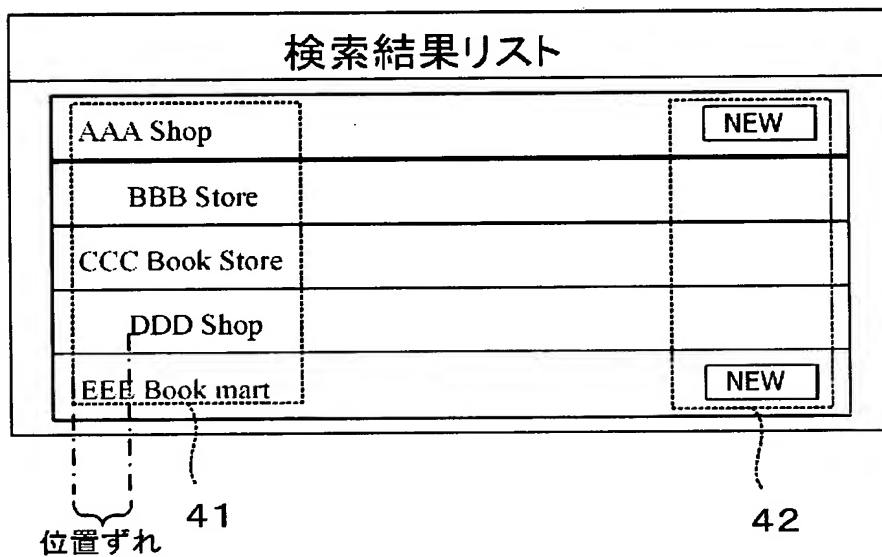 検索結果リスト
AAA Shop NEW
BBB Store
CCC Book Store
DDD Shop
EEE Book mart NEW
41 42
位置ずれ